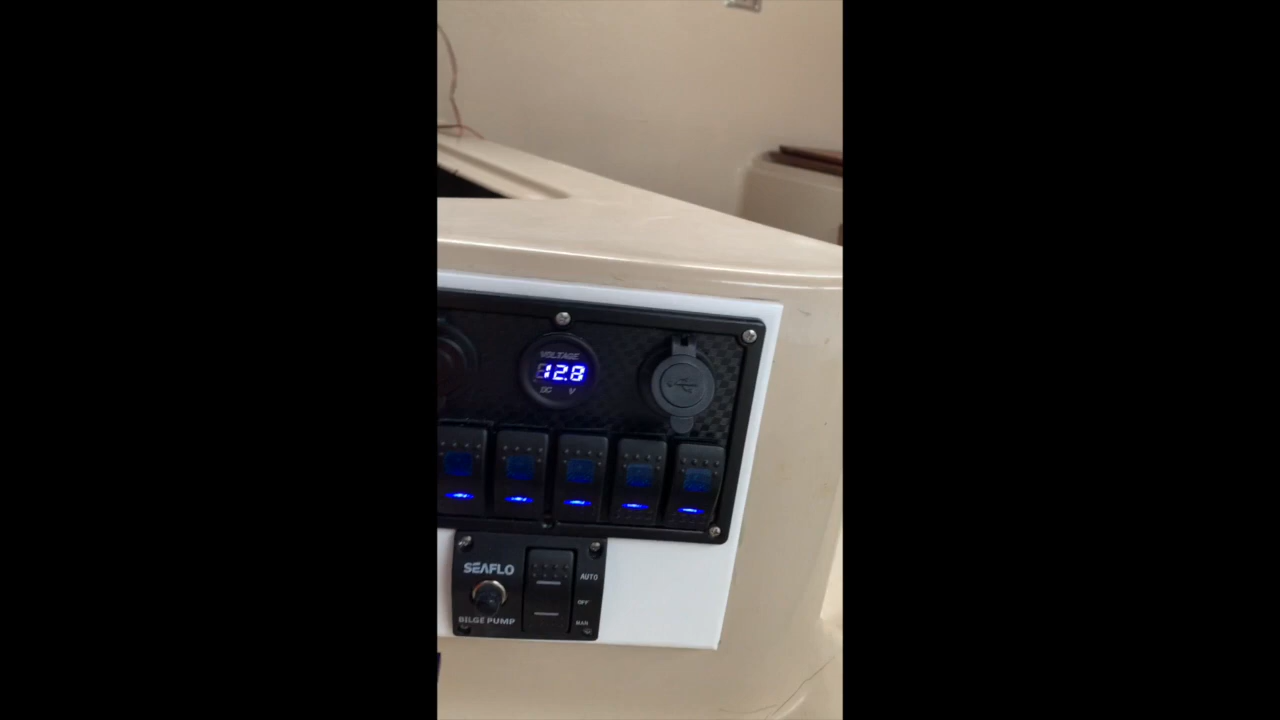 VOLTAGE
12.8
DC V
SEAFLO
AUTO
OFF
BILGE PUMP
MAN